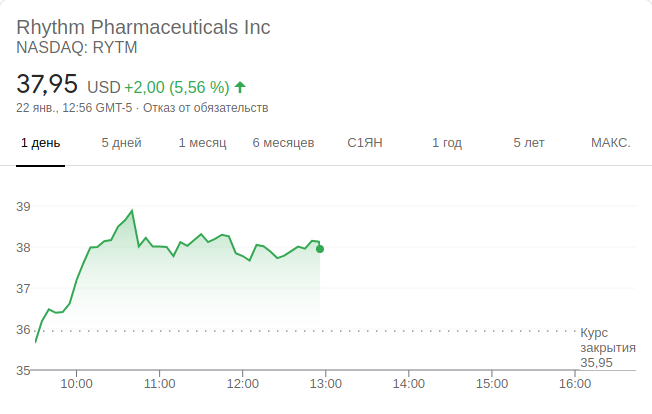 Rhythm Pharmaceuticals Inc
NASDAQ: RYTM
37,95 USD +2,00 (5,56 %)
22 янв., 12:56 GMT-5 · Отказ от обязательств
1 день 5 дней 1 месяц 6 месяцев С1ЯН 1 год 5 лет МАКС.
39
38
37
36
Курс
закрытия
35,95
35
10:00 11:00 12:00 13:00 14:00 15:00 16:00